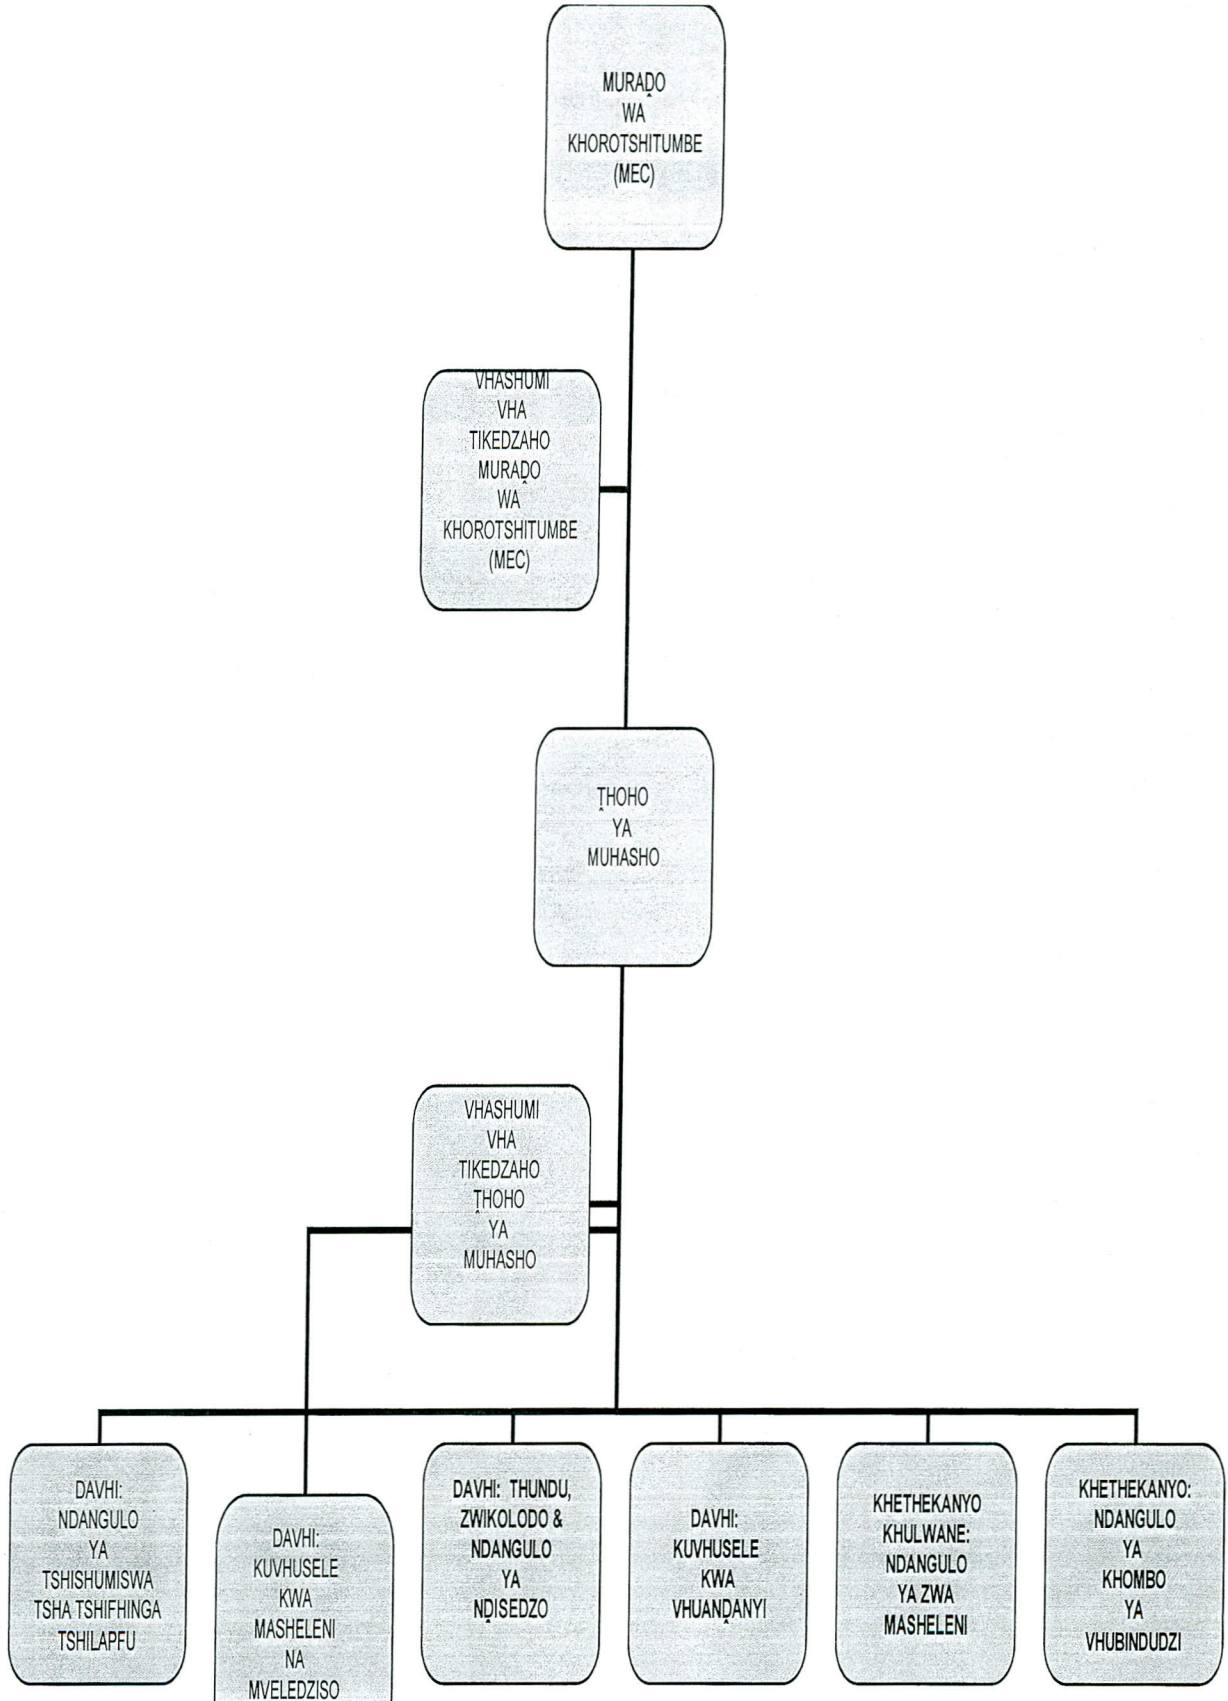 MURAḒO
WA
KHOROTSHITUMBE
(MEC)
VHASHUMI
VHA
TIKEDZAHO
MURAḒO
WA
KHOROTSHITUMBE
(MEC)
ṰHOHO
YA
MUHASHO
VHASHUMI
VHA
TIKEDZAHO
ṰHOHO
YA
MUHASHO
DAVHI:
NDANGULO
YA
TSHISHUMISWA
TSHA TSHIFHINGA
TSHILAPFU
DAVHI:
KUVHUSELE
KWA
MASHELENI
NA
MVELEDZISO
DAVHI: THUNDU,
ZWIKOLODO &
NDANGULO
YA
NḒISEDZO
DAVHI:
KUVHUSELE
KWA
VHUANḒANYI
KHETHEKANYO
KHULWANE:
NDANGULO
YA ZWA
MASHELENI
KHETHEKANYO:
NDANGULO
YA
KHOMBO
YA
VHUBINDUDZI